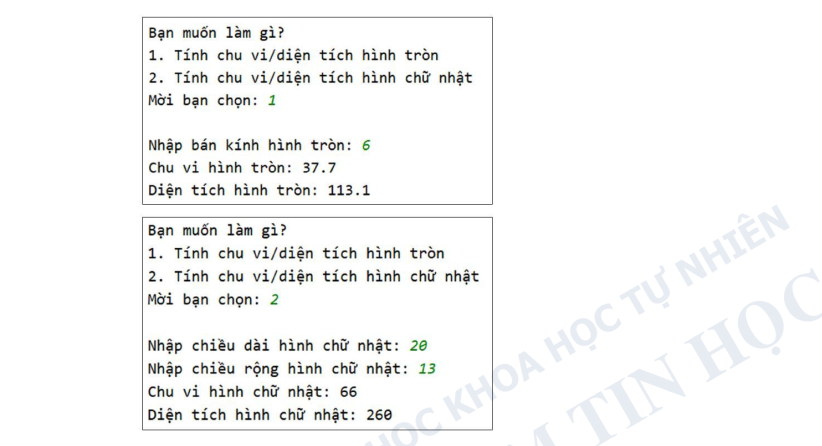 Bạn muốn làm gì?
1. Tính chu vi/diện tích hình tròn
2. Tính chu vi/diện tích hình chữ nhật
Mời bạn chọn: 1
Nhập bán kính hình tròn: 6
Chu vi hình tròn: 37.7
Diện tích hình tròn: 113.1
Bạn muốn làm gì?
1. Tính chu vi/diện tích hình tròn
2. Tính chu vi/diện tích hình chữ nhật
Mời bạn chọn: 2
Nhập chiều dài hình chữ nhật: 20
Nhập chiều rộng hình chữ nhật: 13
Chu vi hình chữ nhật: 66
Diện tích hình chữ nhật: 260
KHOA HỌC TỰ NHIÊN
TIN HỌC